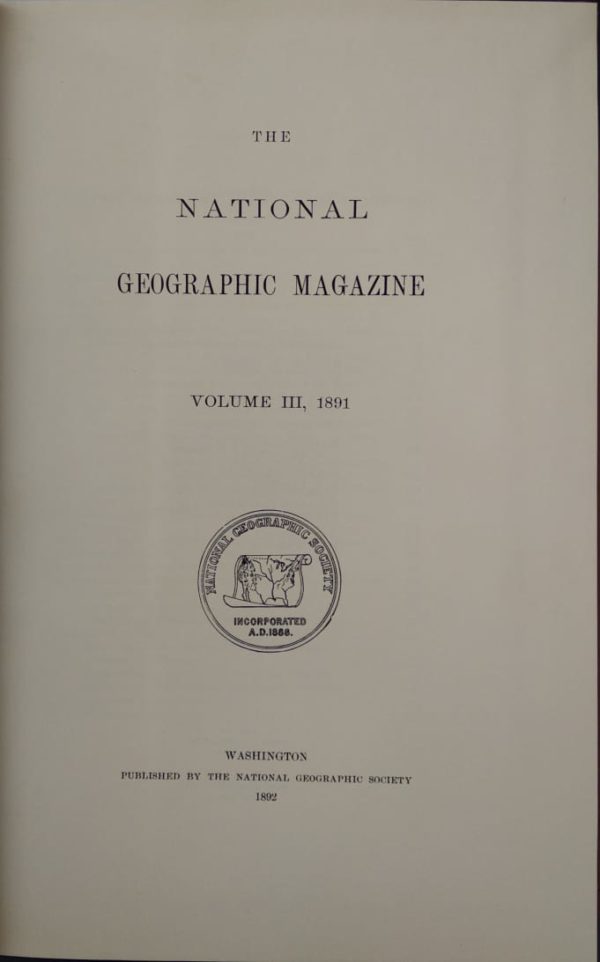 THE
NATIONAL
GEOGRAPHIC MAGAZINE
VOLUME III, 1891
NATIONAL GEOGRAPHIC SOCIETY
INCORPORATED
A.D.1888.
WASHINGTON
PUBLISHED BY THE NATIONAL GEOGRAPHIC SOCIETY
1892